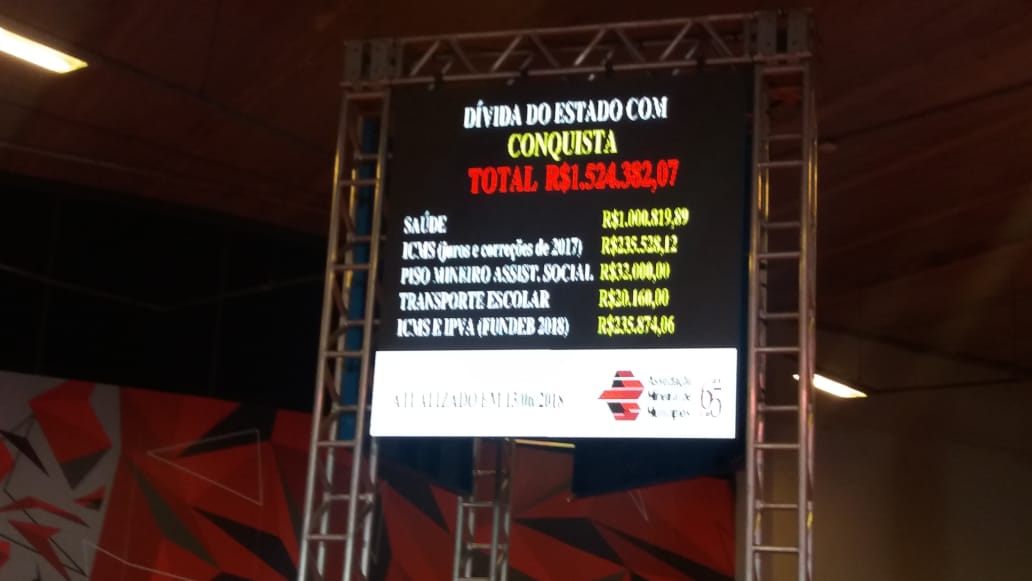 DÍVIDA DO ESTADO COM
CONQUISTA
TOTAL R$1.524.382,07
SAÚDE R$1.000.819,89
ICMS (juros e correções de 2017) R$235.528,12
PISO MINEIRO ASSIST. SOCIAL R$32.000,00
TRANSPORTE ESCOLAR R$20.160,00
ICMS E IPVA (FUNDEB 2018) R$235.874,06
ATUALIZADO EM 13/06/2018
Associação
Mineira de
Municípios
65